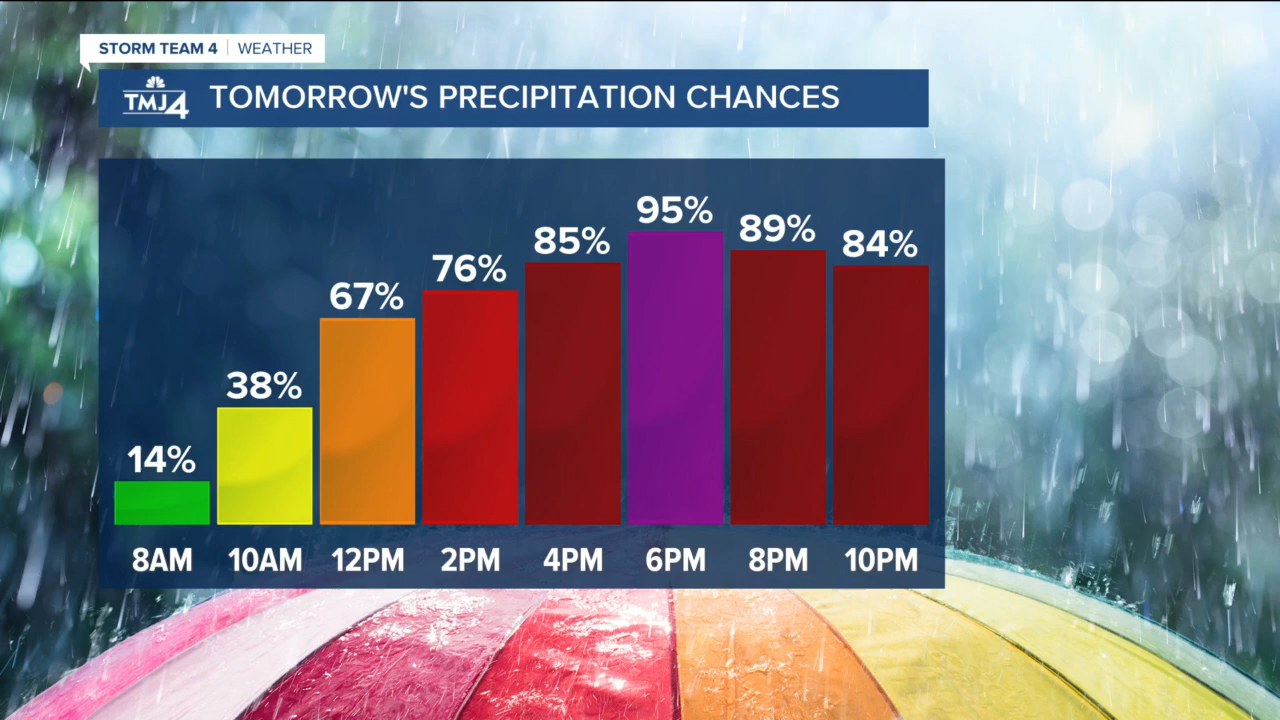 STORM TEAM 4 | WEATHER
TMJ4 TOMORROW'S PRECIPITATION CHANCES
14% 38% 67% 76% 85% 95% 89% 84%
8AM 10AM 12PM 2PM 4PM 6PM 8PM 10PM